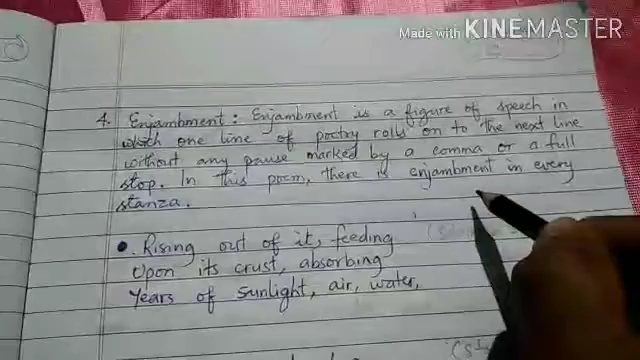 Made with KINEMASTER
4. Enjambment: Enjambment is a figure of speech in
which one line of poetry rolls on to the next line
without any pause marked by a comma or a full
stop. In this poem, there is enjambment in every
stanza.
• Rising out of it, feeding
Upon its crust, absorbing
Years of sunlight, air, water,